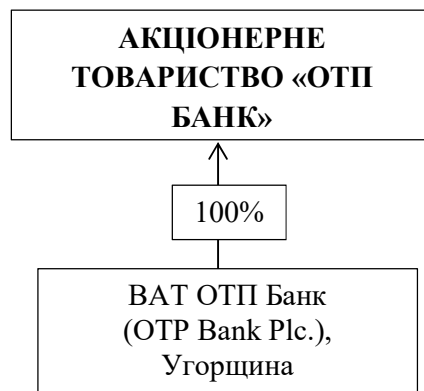 АКЦІОНЕРНЕ
ТОВАРИСТВО «ОТП
БАНК»
100%
ВАТ ОТП Банк
(OTP Bank Plc.),
Угорщина